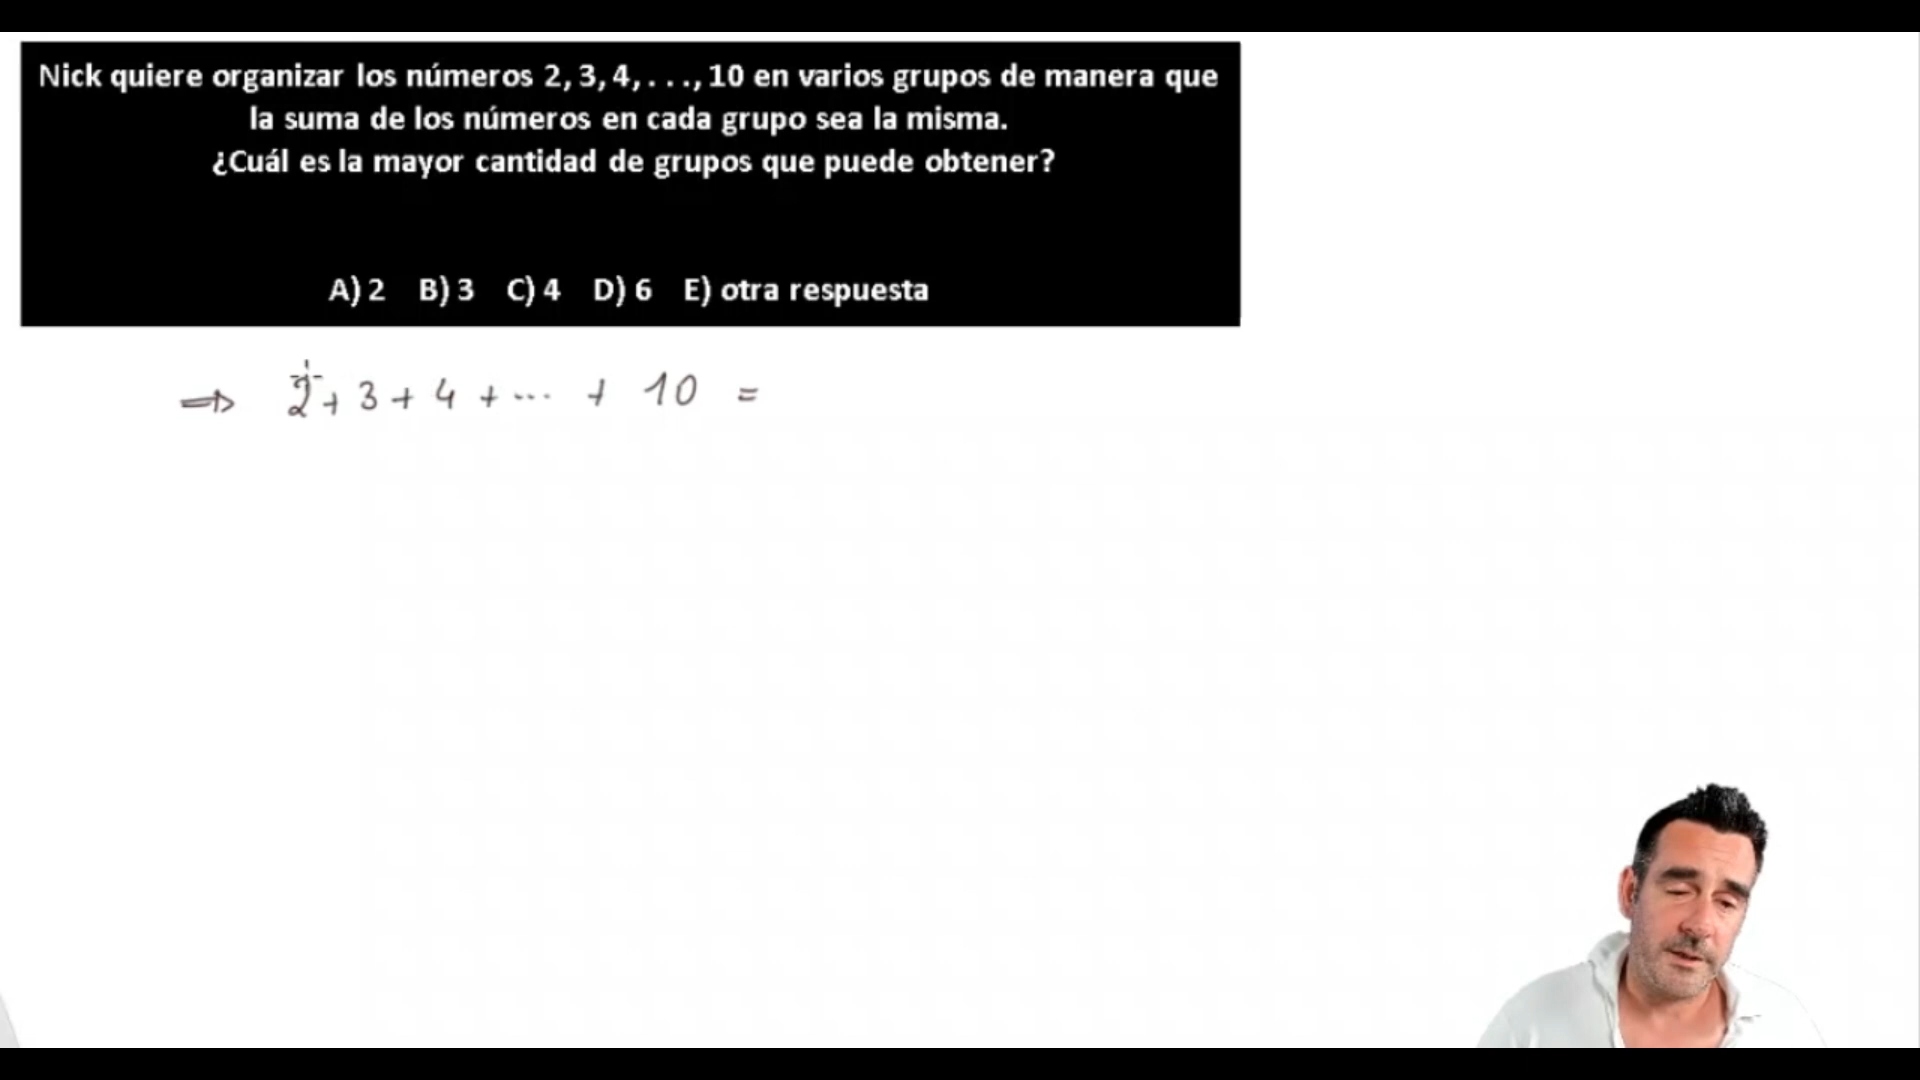 Nick quiere organizar los números 2, 3, 4, . . ., 10 en varios grupos de manera que
la suma de los números en cada grupo sea la misma.
¿Cuál es la mayor cantidad de grupos que puede obtener?
A) 2 B) 3 C) 4 D) 6 E) otra respuesta
⇒ 2 + 3 + 4 + ... + 10 =